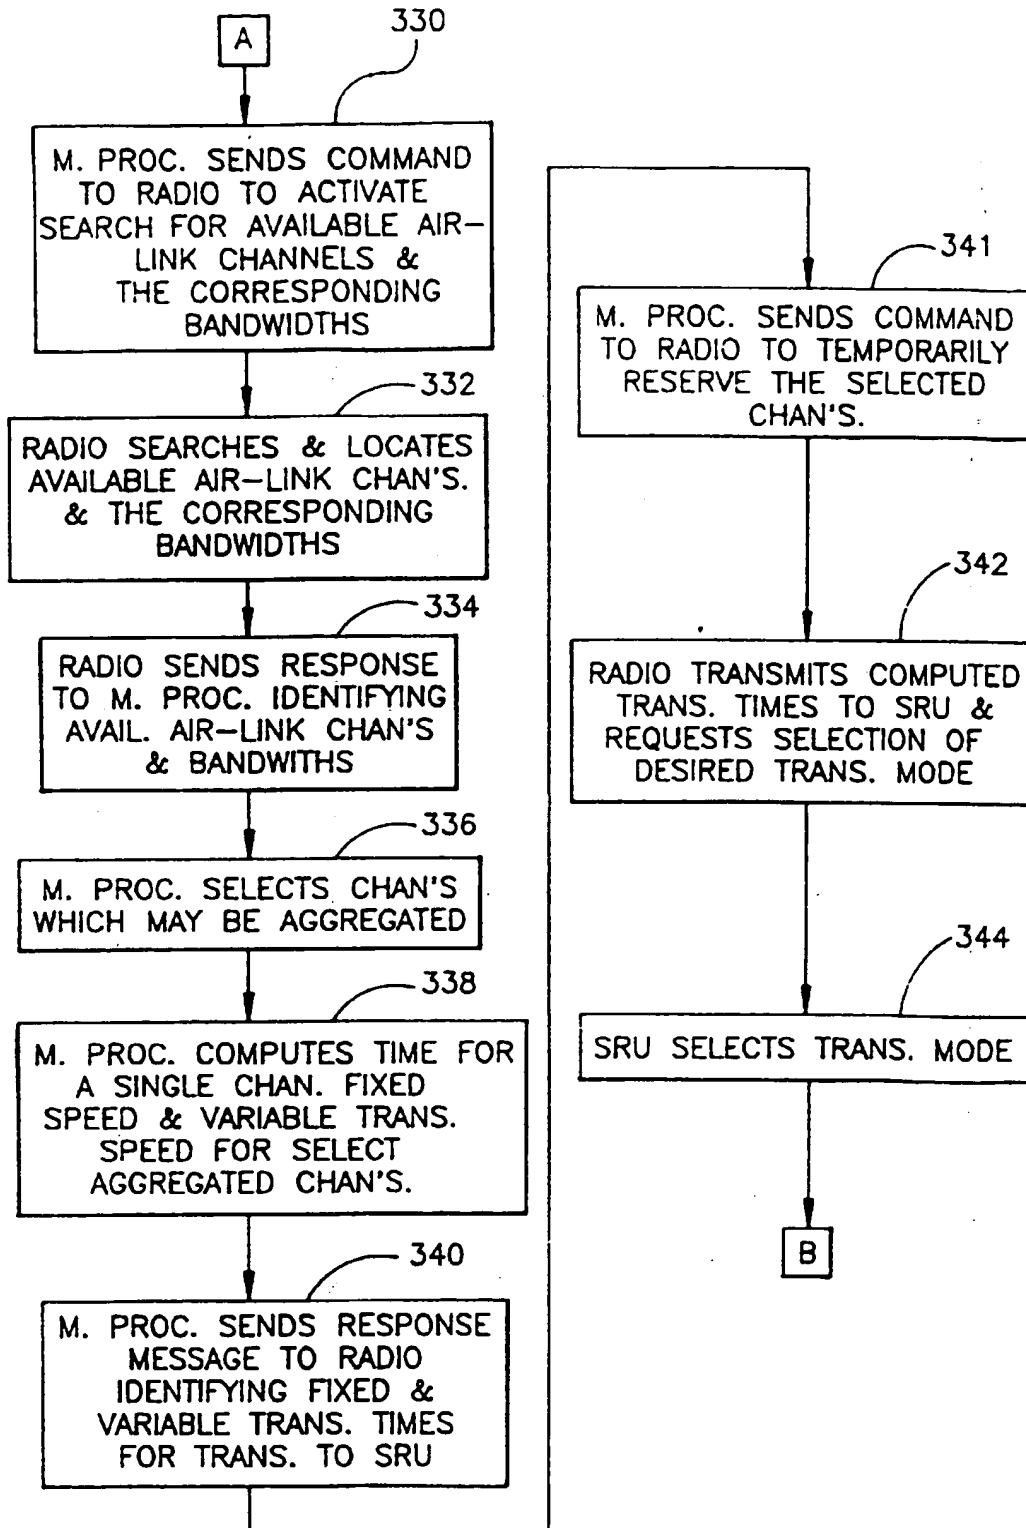 A
330
M. PROC. SENDS COMMAND
TO RADIO TO ACTIVATE
SEARCH FOR AVAILABLE AIR–
LINK CHANNELS &
THE CORRESPONDING
BANDWIDTHS
332
RADIO SEARCHES & LOCATES
AVAILABLE AIR–LINK CHAN'S.
& THE CORRESPONDING
BANDWIDTHS
334
RADIO SENDS RESPONSE
TO M. PROC. IDENTIFYING
AVAIL. AIR–LINK CHAN'S
& BANDWITHS
336
M. PROC. SELECTS CHAN'S
WHICH MAY BE AGGREGATED
338
M. PROC. COMPUTES TIME FOR
A SINGLE CHAN. FIXED
SPEED & VARIABLE TRANS.
SPEED FOR SELECT
AGGREGATED CHAN'S.
340
M. PROC. SENDS RESPONSE
MESSAGE TO RADIO
IDENTIFYING FIXED &
VARIABLE TRANS. TIMES
FOR TRANS. TO SRU
341
M. PROC. SENDS COMMAND
TO RADIO TO TEMPORARILY
RESERVE THE SELECTED
CHAN'S.
342
RADIO TRANSMITS COMPUTED
TRANS. TIMES TO SRU &
REQUESTS SELECTION OF
DESIRED TRANS. MODE
344
SRU SELECTS TRANS. MODE
B